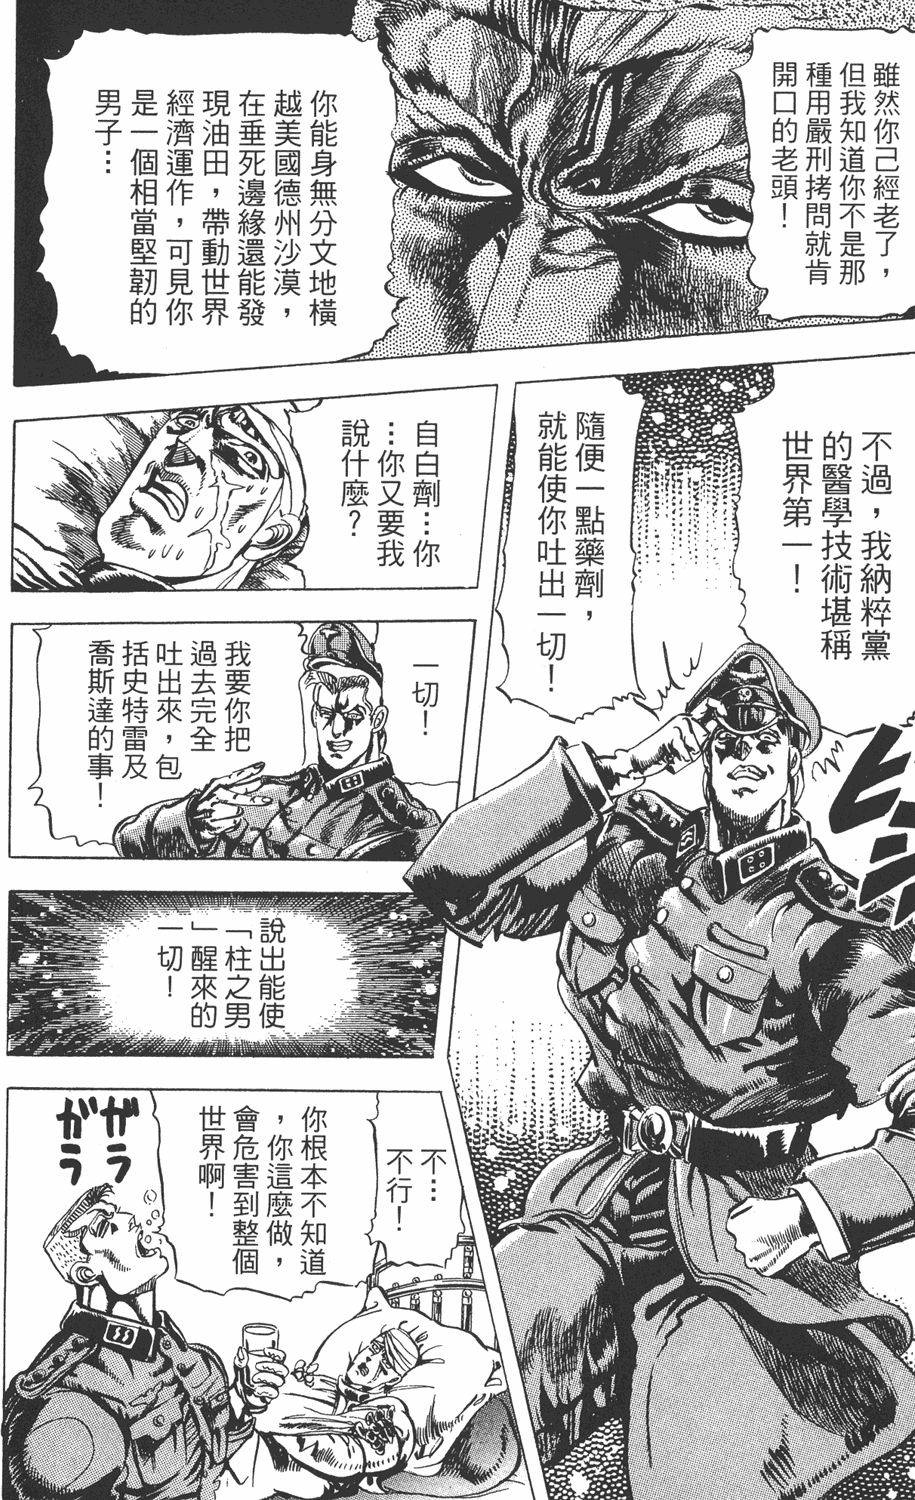 雖然你已經老了，
但我知道你不是那
種用嚴刑拷問就肯
開口的老頭！
你能身無分文地橫
越美國德州沙漠，
在垂死邊緣還能發
現油田，帶動世界
經濟運作，可見你
是一個相當堅韌的
男子…
不過，我納粹黨
的醫學技術堪稱
世界第一！
隨便一點藥劑，
就能使你吐出一切！
ビシ
自白劑…你
…你又要我
說什麼？
一切！
我要你把
過去完全
吐出來，包
括史特雷及
喬斯達的事！
說出能使
「柱之男
」醒來的
一切！
不…
不行！
你根本不知道
，你這麼做，
會危害到整個
世界啊！
ガラ
ガラ